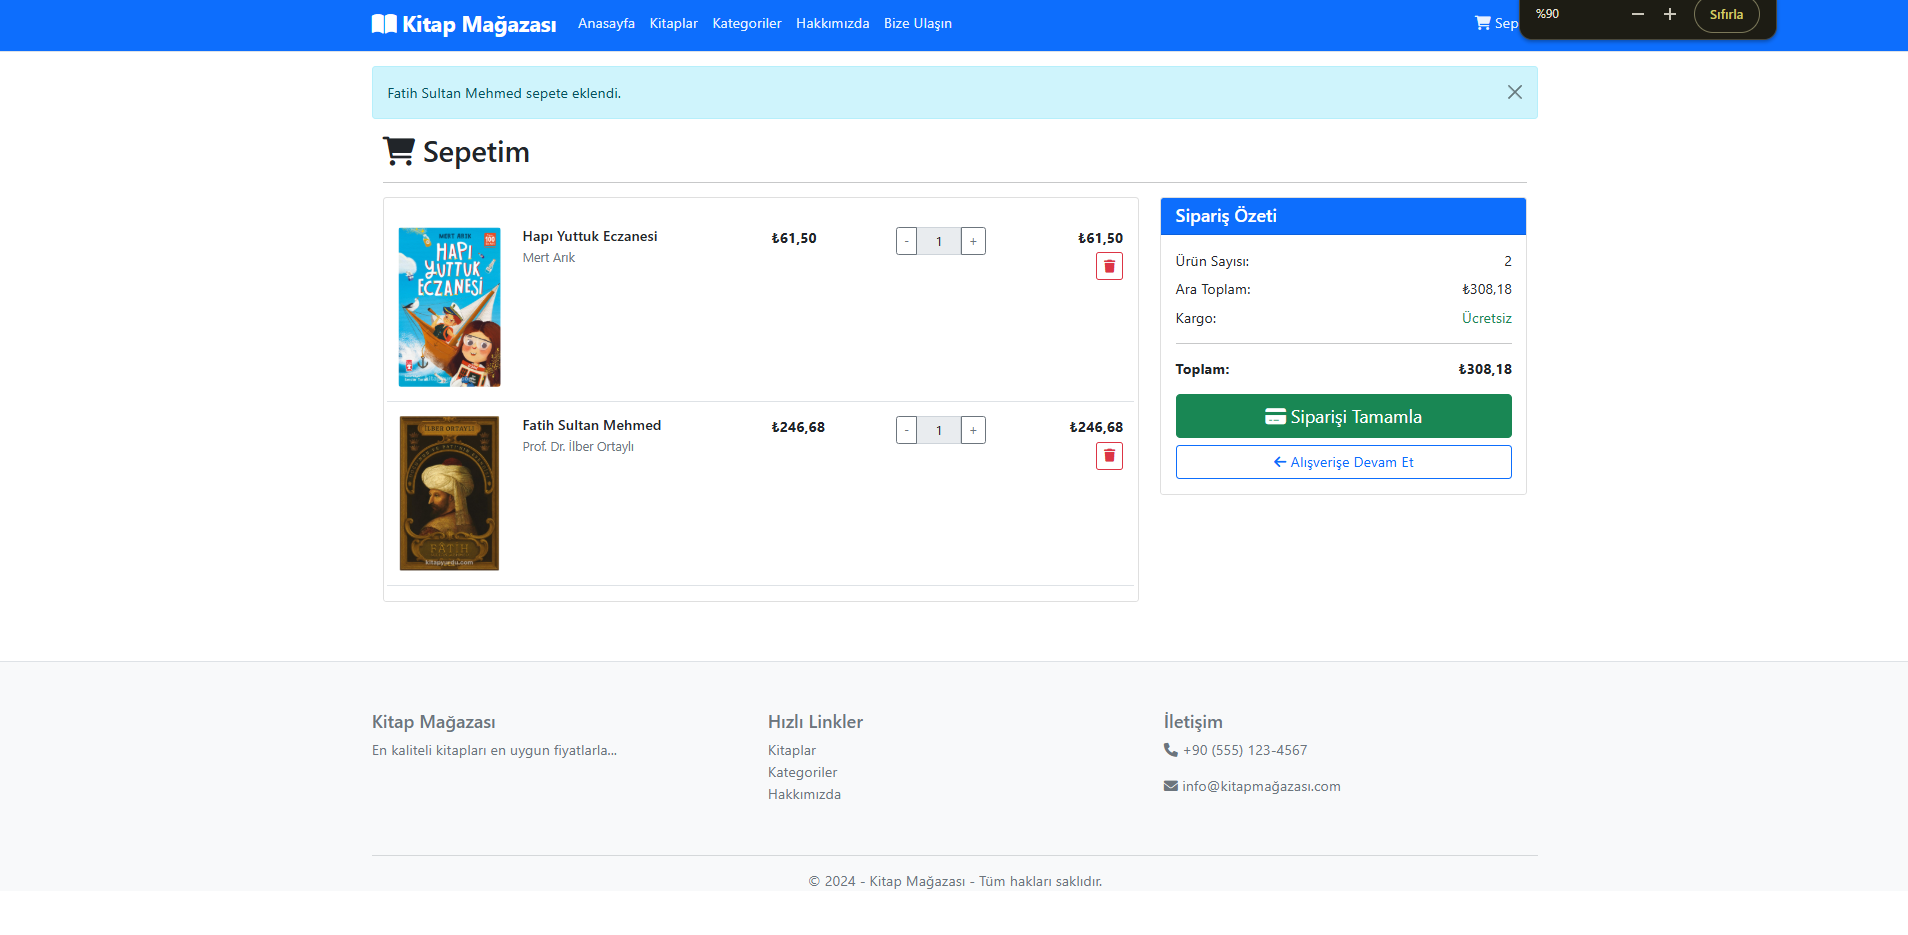 Kitap Mağazası Anasayfa Kitaplar Kategoriler Hakkımızda Bize Ulaşın Sep
%90 Sıfırla
Fatih Sultan Mehmed sepete eklendi.
Sepetim
MERT ARIK
100
HAPI
YUTTUK
ECZANESİ
Hapı Yuttuk Eczanesi ₺61,50 - 1 + ₺61,50
Mert Arık
İLBER ORTAYLI
FATİH
kitapyurdu.com
Fatih Sultan Mehmed ₺246,68 - 1 + ₺246,68
Prof. Dr. İlber Ortaylı
Sipariş Özeti
Ürün Sayısı: 2
Ara Toplam: ₺308,18
Kargo: Ücretsiz
Toplam: ₺308,18
Siparişi Tamamla
Alışverişe Devam Et
Kitap Mağazası
En kaliteli kitapları en uygun fiyatlarla...
Hızlı Linkler
Kitaplar
Kategoriler
Hakkımızda
İletişim
+90 (555) 123-4567
info@kitapmağazası.com
© 2024 - Kitap Mağazası - Tüm hakları saklıdır.